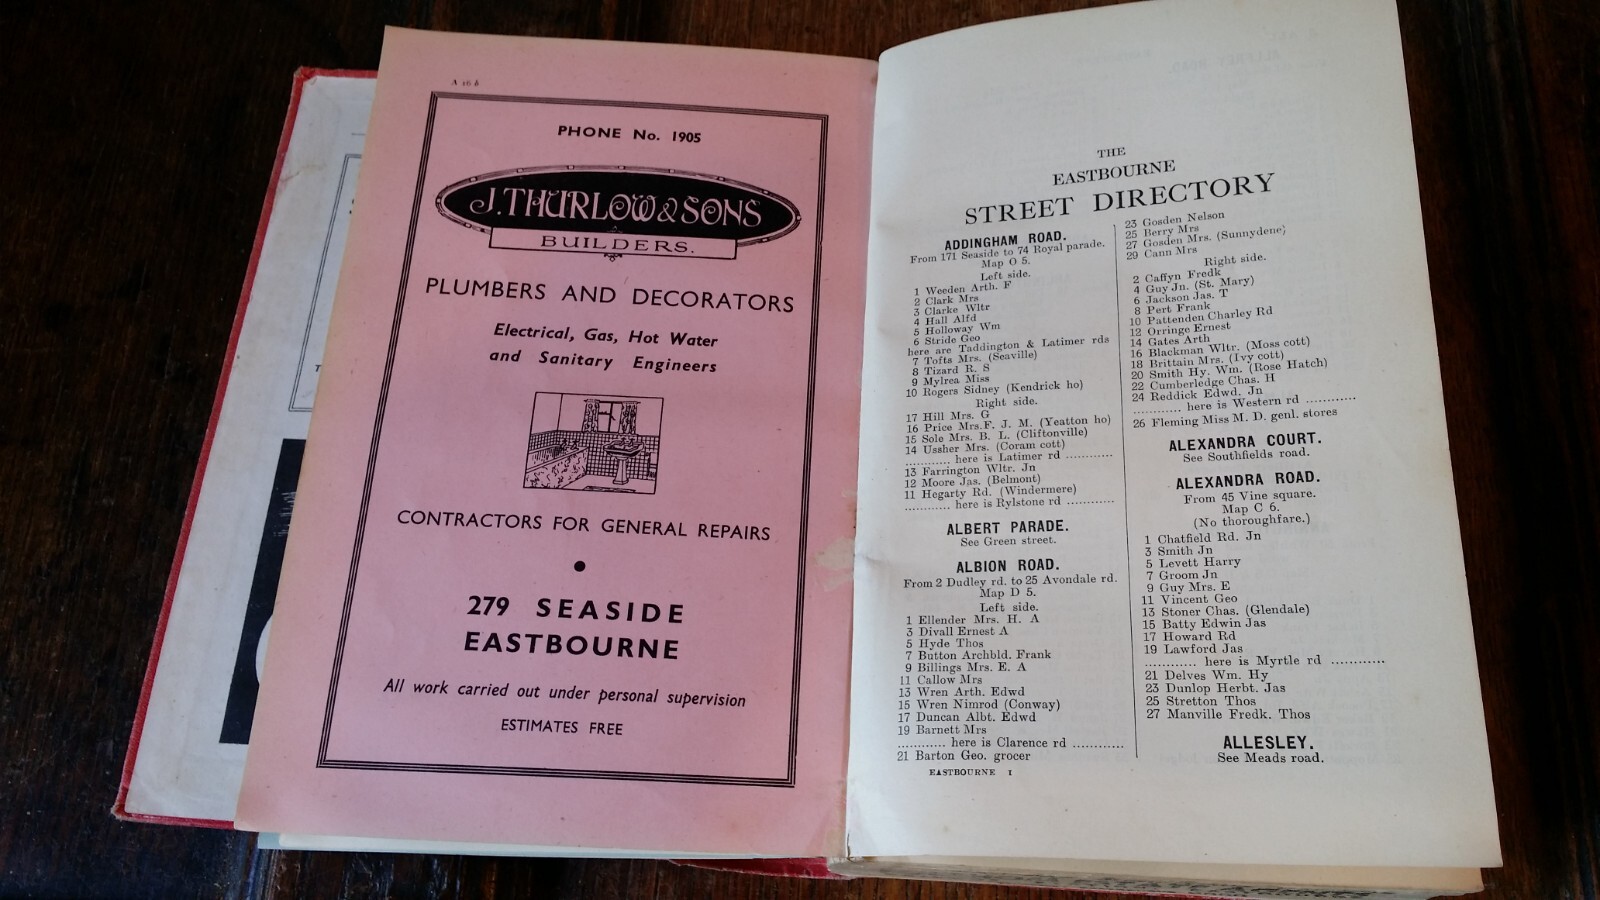 A 16 b
PHONE No. 1905
J. THURLOW & SONS
BUILDERS.
PLUMBERS AND DECORATORS
Electrical, Gas, Hot Water
and Sanitary Engineers
CONTRACTORS FOR GENERAL REPAIRS
279 SEASIDE
EASTBOURNE
All work carried out under personal supervision
ESTIMATES FREE
THE
EASTBOURNE
STREET DIRECTORY
ADDINGHAM ROAD.
From 171 Seaside to 74 Royal parade.
Map O 5.
Left side.
1 Weeden Arth. F
2 Clark Mrs
3 Clarke Wltr
4 Hall Alfd
5 Holloway Wm
6 Stride Geo
here are Taddington & Latimer rds
7 Tofts Mrs. (Seaville)
8 Tizard R. S
9 Mylrea Miss
10 Rogers Sidney (Kendrick ho)
Right side.
17 Hill Mrs. G
16 Price Mrs. F. J. M. (Yeatton ho)
15 Sole Mrs. B. L. (Cliftonville)
14 Ussher Mrs. (Coram cott)
............ here is Latimer rd ............
13 Farrington Wltr. Jn
12 Moore Jas. (Belmont)
11 Hegarty Rd. (Windermere)
............ here is Rylstone rd ............
ALBERT PARADE.
See Green street.
ALBION ROAD.
From 2 Dudley rd. to 25 Avondale rd.
Map D 5.
Left side.
1 Ellender Mrs. H. A
3 Divall Ernest A
5 Hyde Thos
7 Button Archbld. Frank
9 Billings Mrs. E. A
11 Callow Mrs
13 Wren Arth. Edwd
15 Wren Nimrod (Conway)
17 Duncan Albt. Edwd
19 Barnett Mrs
............ here is Clarence rd ............
21 Barton Geo. grocer
EASTBOURNE 1
23 Gosden Nelson
25 Berry Mrs
27 Gosden Mrs. (Sunnydene)
29 Cann Mrs
Right side.
2 Caffyn Fredk
4 Guy Jn. (St. Mary)
6 Jackson Jas. T
8 Pert Frank
10 Pattenden Charley Rd
12 Orringe Ernest
14 Gates Arth
16 Blackman Wltr. (Moss cott)
18 Brittain Mrs. (Ivy cott)
20 Smith Hy. Wm. (Rose Hatch)
22 Cumberledge Chas. H
24 Reddick Edwd. Jn
............ here is Western rd ............
26 Fleming Miss M. D. genl. stores
ALEXANDRA COURT.
See Southfields road.
ALEXANDRA ROAD.
From 45 Vine square.
Map C 6.
(No thoroughfare.)
1 Chatfield Rd. Jn
3 Smith Jn
5 Levett Harry
7 Groom Jn
9 Guy Mrs. E
11 Vincent Geo
13 Stoner Chas. (Glendale)
15 Batty Edwin Jas
17 Howard Rd
19 Lawford Jas
............ here is Myrtle rd ............
21 Delves Wm. Hy
23 Dunlop Herbt. Jas
25 Stretton Thos
27 Manville Fredk. Thos
ALLESLEY.
See Meads road.